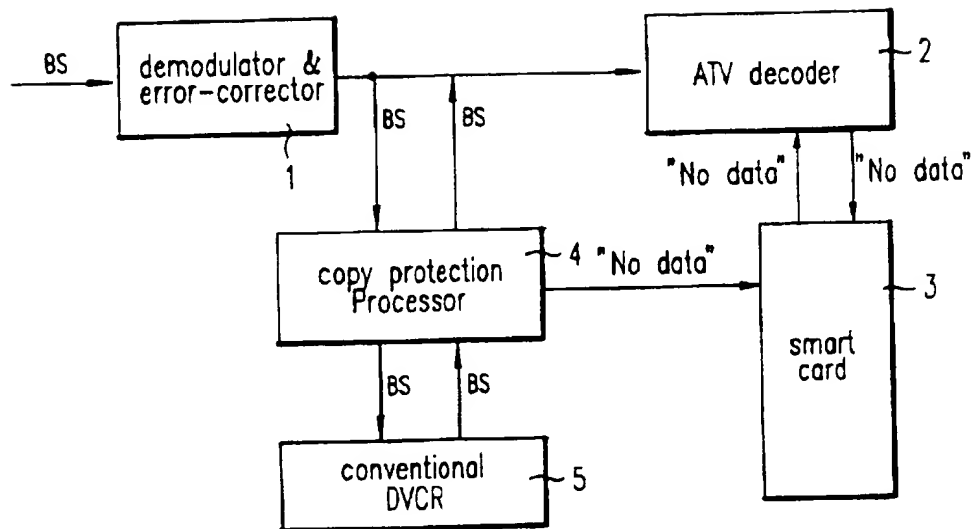 BS
demodulator &
error-corrector
1
ATV decoder
2
BS
BS
"No data"
"No data"
copy protection
Processor
4
"No data"
smart
card
3
BS
BS
conventional
DVCR
5